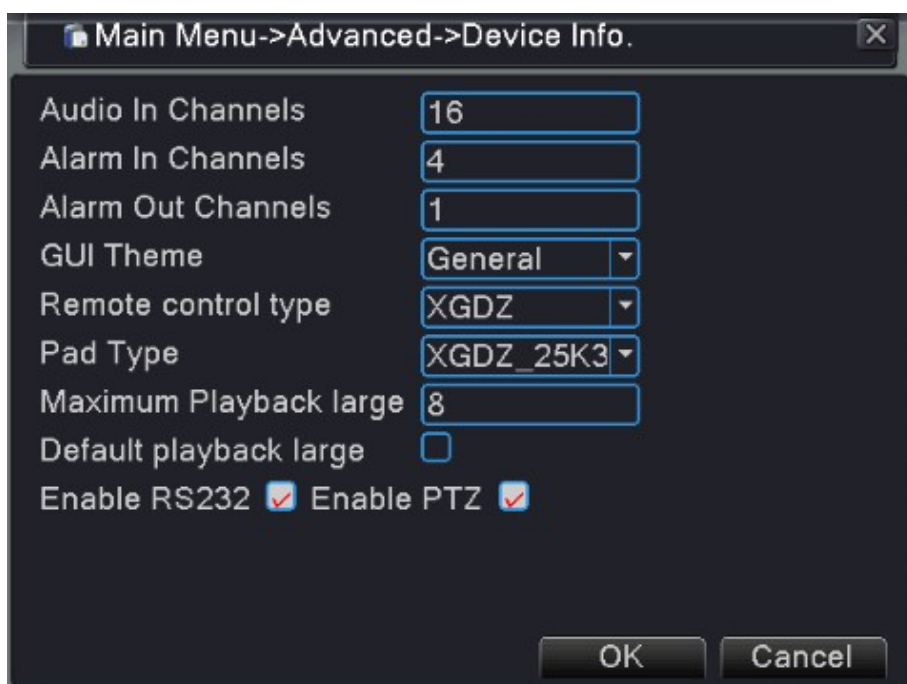 Main Menu->Advanced->Device Info.
Audio In Channels 16
Alarm In Channels 4
Alarm Out Channels 1
GUI Theme General
Remote control type XGDZ
Pad Type XGDZ_25K3
Maximum Playback large 8
Default playback large
Enable RS232 Enable PTZ
OK Cancel